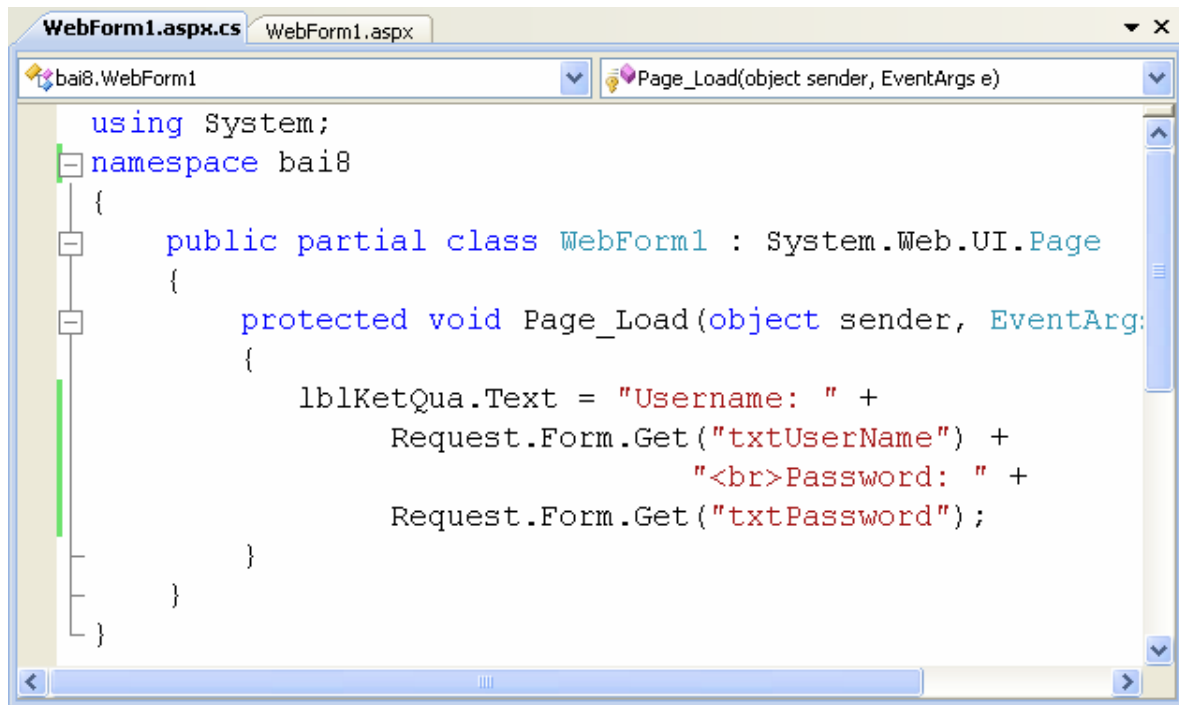 WebForm1.aspx.cs WebForm1.aspx
bai8.WebForm1 Page_Load(object sender, EventArgs e)
using System;
namespace bai8
{
public partial class WebForm1 : System.Web.UI.Page
{
protected void Page_Load(object sender, EventArgs
{
lblKetQua.Text = "Username: " +
Request.Form.Get("txtUserName") +
"<br>Password: " +
Request.Form.Get("txtPassword");
}
}
}